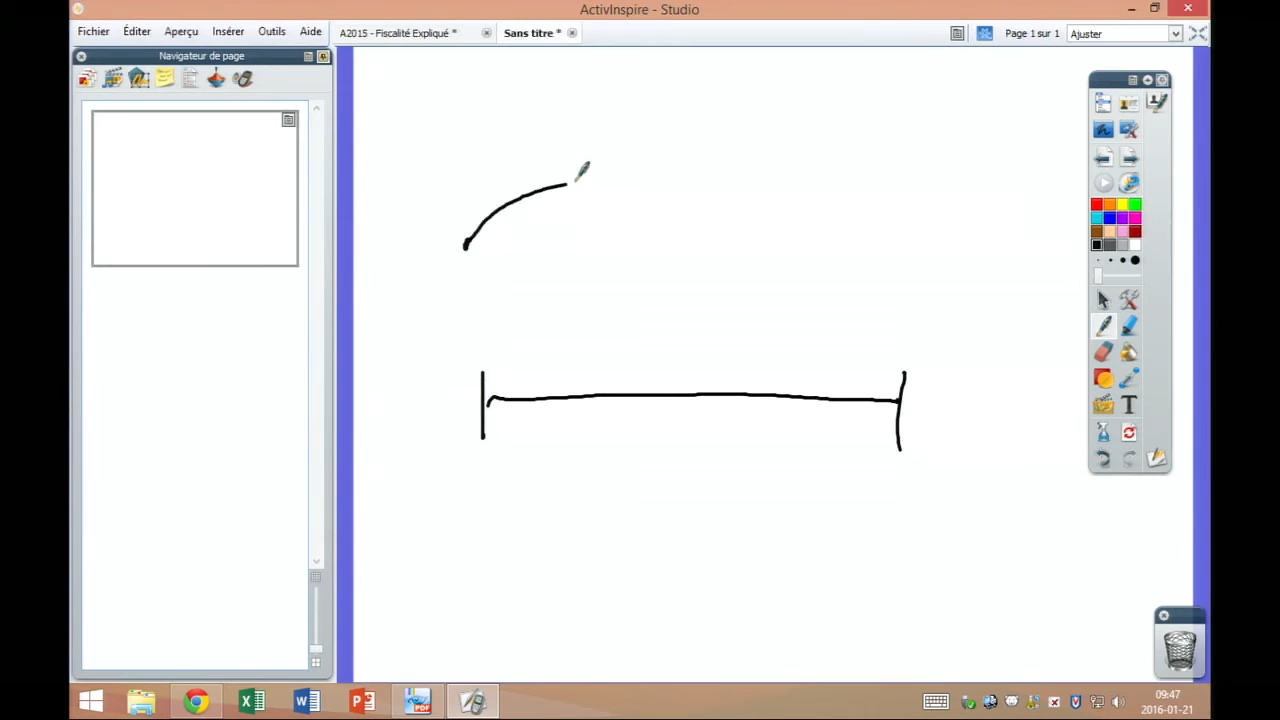 ActivInspire - Studio
Fichier Éditer Aperçu Insérer Outils Aide
A2015 - Fiscalité Expliqué *
Sans titre *
Page 1 sur 1
Ajuster
Navigateur de page
09:47
2016-01-21